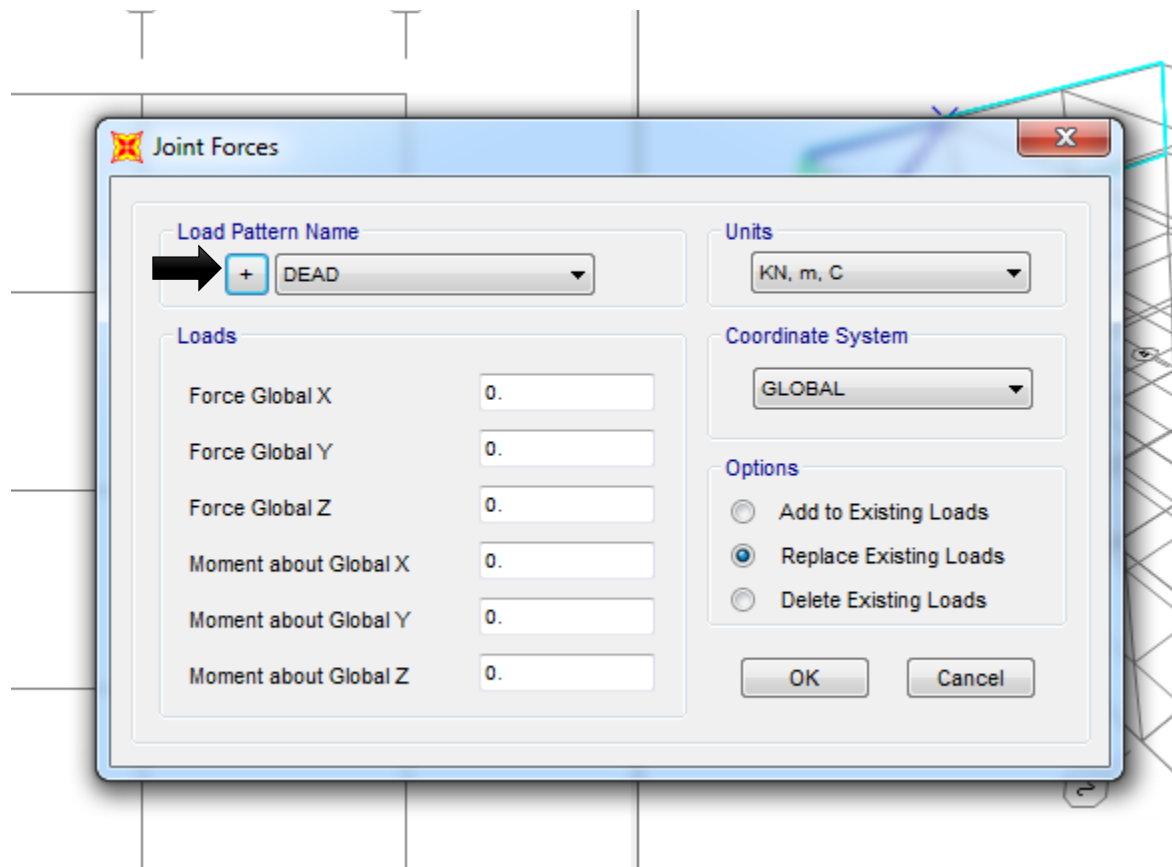 Joint Forces
Load Pattern Name
+ DEAD
Units
KN, m, C
Loads
Force Global X 0.
Force Global Y 0.
Force Global Z 0.
Moment about Global X 0.
Moment about Global Y 0.
Moment about Global Z 0.
Coordinate System
GLOBAL
Options
Add to Existing Loads
Replace Existing Loads
Delete Existing Loads
OK Cancel